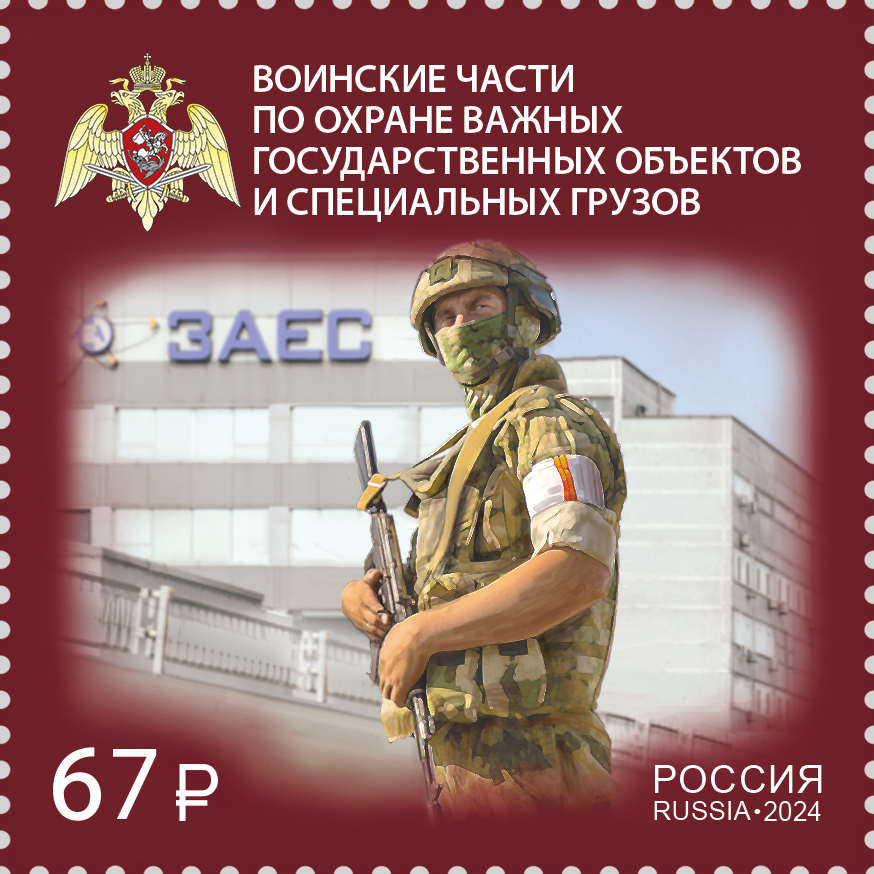 ВОИНСКИЕ ЧАСТИ
ПО ОХРАНЕ ВАЖНЫХ
ГОСУДАРСТВЕННЫХ ОБЪЕКТОВ
И СПЕЦИАЛЬНЫХ ГРУЗОВ
ЗАЕС
67 ₽
РОССИЯ
RUSSIA•2024